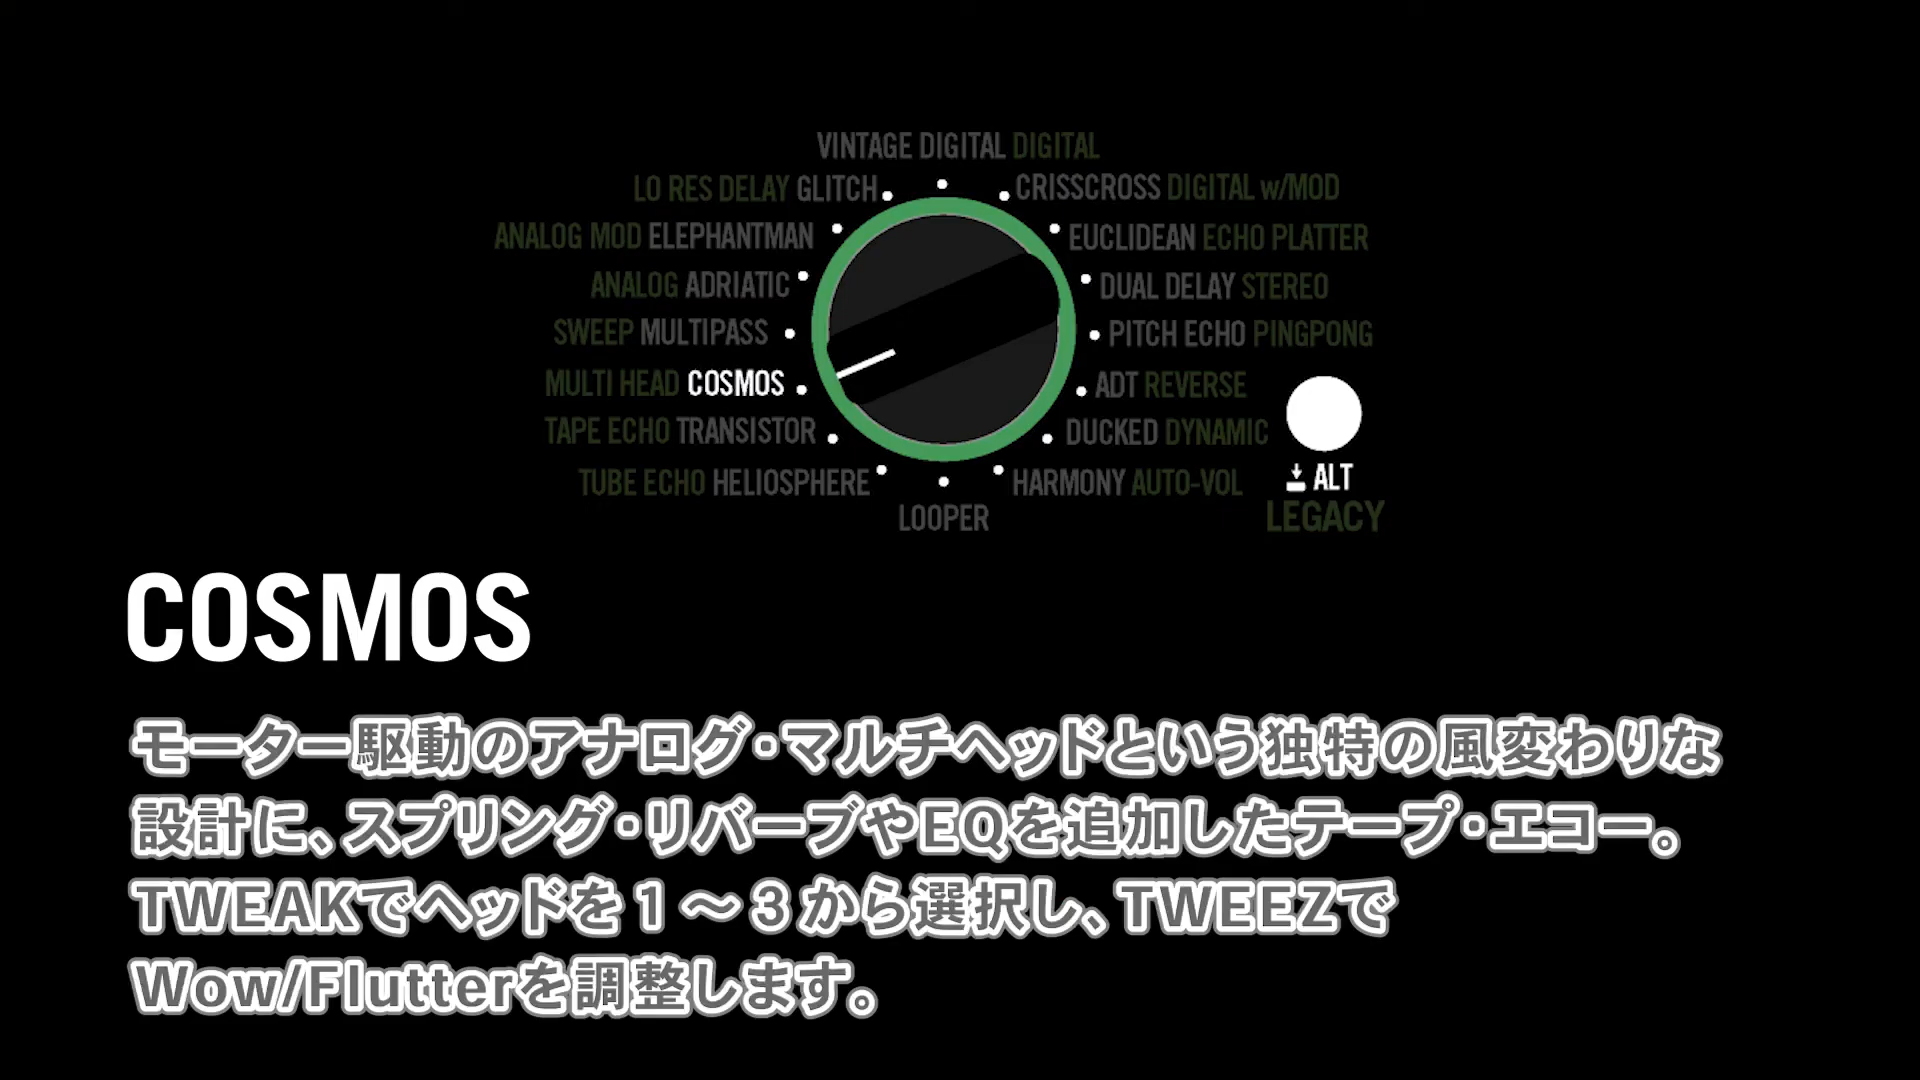 VINTAGE DIGITAL DIGITAL
LO RES DELAY GLITCH
CRISSCROSS DIGITAL w/MOD
ANALOG MOD ELEPHANTMAN
EUCLIDEAN ECHO PLATTER
ANALOG ADRIATIC
DUAL DELAY STEREO
SWEEP MULTIPASS
PITCH ECHO PINGPONG
MULTI HEAD COSMOS
ADT REVERSE
TAPE ECHO TRANSISTOR
DUCKED DYNAMIC
TUBE ECHO HELIOSPHERE
HARMONY AUTO-VOL
LOOPER
ALT
LEGACY
COSMOS
モーター駆動のアナログ・マルチヘッドという独特の風変わりな
設計に、スプリング・リバーブやEQを追加したテープ・エコー。
TWEAKでヘッドを1～3から選択し、TWEEZで
Wow/Flutterを調整します。